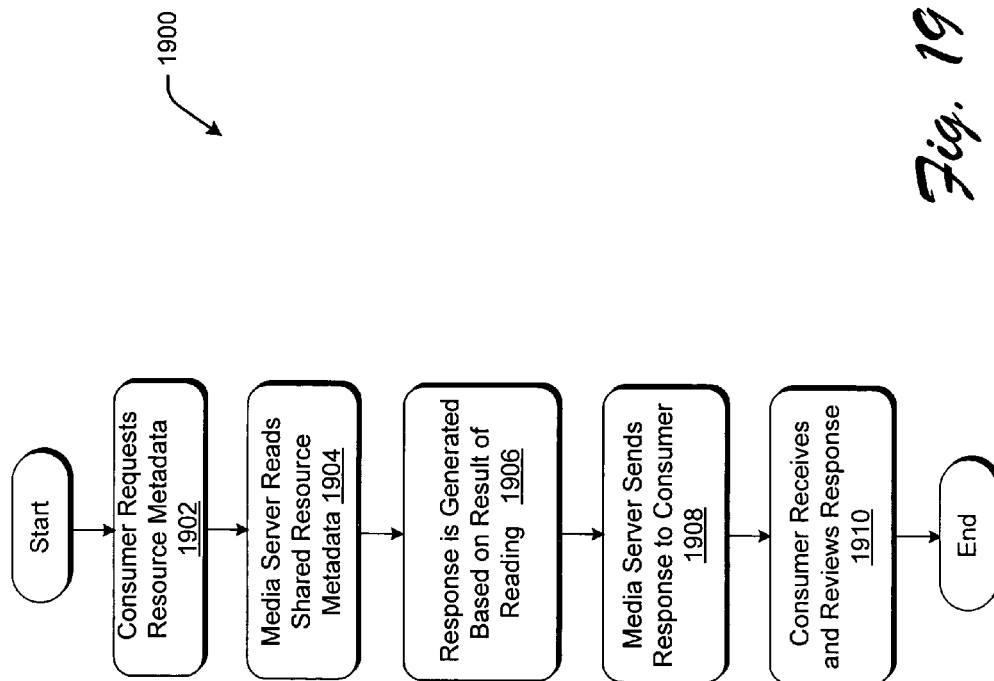 Start
Consumer Requests
Resource Metadata
1902
Media Server Reads
Shared Resource
Metadata 1904
Response is Generated
Based on Result of
Reading 1906
Media Server Sends
Response to Consumer
1908
Consumer Receives
and Reviews Response
1910
End
1900
Fig. 19